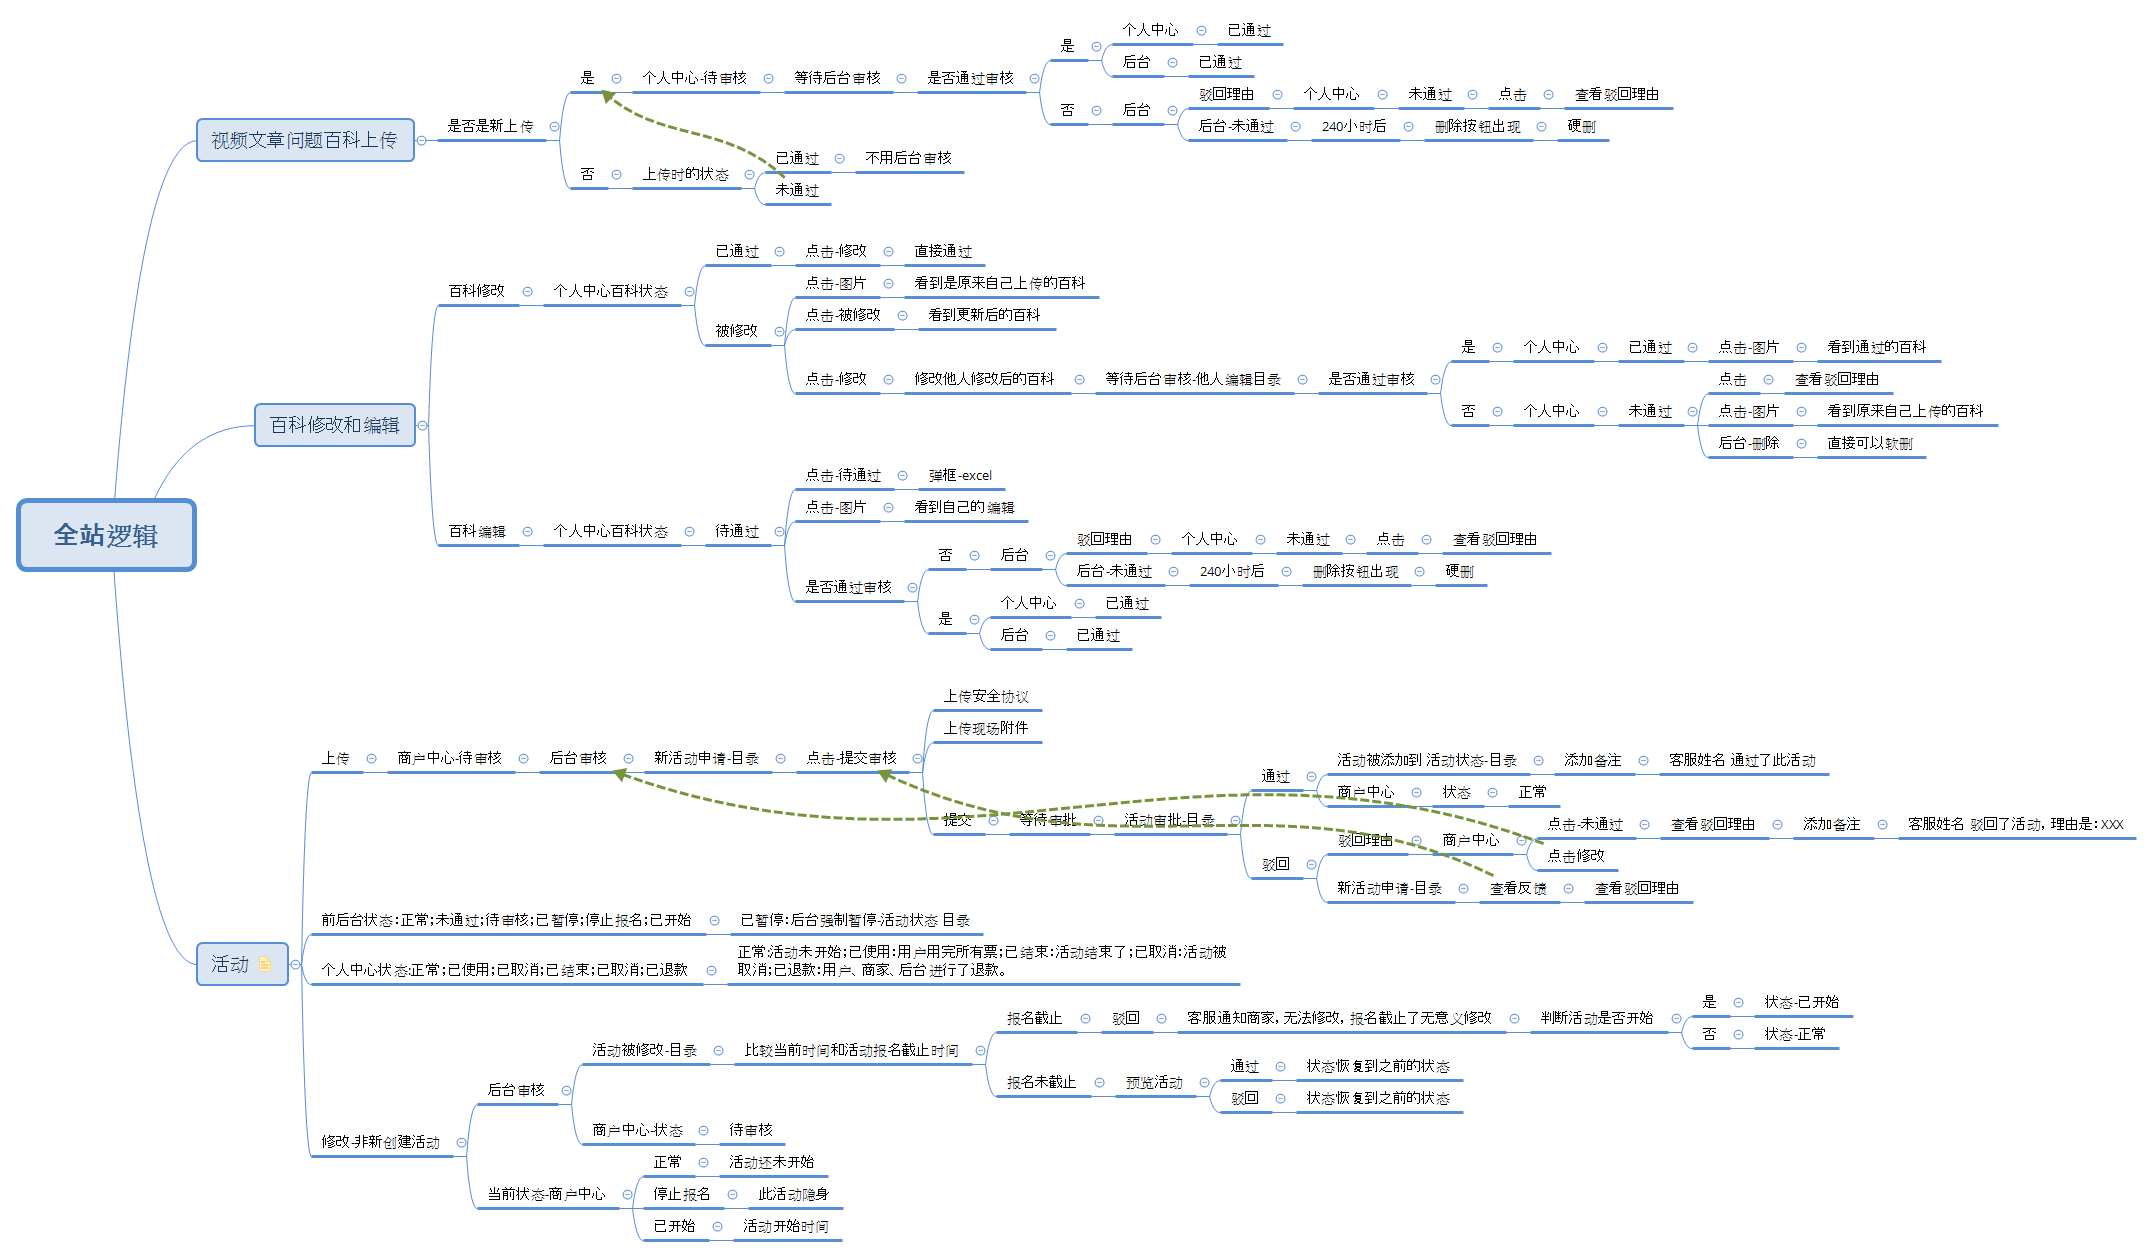 全站逻辑
视频文章问题百科上传
是否是新上传
是
个人中心-待审核
等待后台审核
是否通过审核
是
个人中心
已通过
后台
已通过
否
后台
驳回理由
个人中心
未通过
点击
查看驳回理由
后台-未通过
240小时后
删除按钮出现
硬删
否
上传时的状态
已通过
不用后台审核
未通过
百科修改和编辑
百科修改
个人中心百科状态
已通过
点击-修改
直接通过
被修改
点击-图片
看到是原来自己上传的百科
点击-被修改
看到更新后的百科
点击-修改
修改他人修改后的百科
等待后台审核-他人编辑目录
是否通过审核
是
个人中心
已通过
点击-图片
看到通过的百科
否
个人中心
未通过
点击
查看驳回理由
点击-图片
看到原来自己上传的百科
后台-删除
直接可以软删
百科编辑
个人中心百科状态
待通过
点击-待通过
弹框-excel
点击-图片
看到自己的编辑
是否通过审核
否
后台
驳回理由
个人中心
未通过
点击
查看驳回理由
后台-未通过
240小时后
删除按钮出现
硬删
是
个人中心
已通过
后台
已通过
活动
上传
商户中心-待审核
后台审核
新活动申请-目录
点击-提交审核
上传安全协议
上传现场附件
提交
等待审批
活动审批-目录
通过
活动被添加到 活动状态-目录
添加备注
客服姓名 通过了此活动
商户中心
状态
正常
驳回
驳回理由
商户中心
点击-未通过
查看驳回理由
添加备注
客服姓名 驳回了活动，理由是：XXX
点击修改
新活动申请-目录
查看反馈
查看驳回理由
前后台状态：正常；未通过；待审核；已暂停；停止报名；已开始
已暂停：后台强制暂停-活动状态 目录
个人中心状态:正常；已使用；已取消；已结束；已取消；已退款
正常:活动未开始；已使用：用户用完所有票；已结束：活动结束了；已取消：活动被
取消；已退款：用户、商家、后台进行了退款。
修改-非新创建活动
后台审核
活动被修改-目录
比较当前时间和活动报名截止时间
报名截止
驳回
客服通知商家，无法修改，报名截止了无意义修改
判断活动是否开始
是
状态-已开始
否
状态-正常
报名未截止
预览活动
通过
状态恢复到之前的状态
驳回
状态恢复到之前的状态
商户中心-状态
待审核
当前状态-商户中心
正常
活动还未开始
停止报名
此活动隐身
已开始
活动开始时间